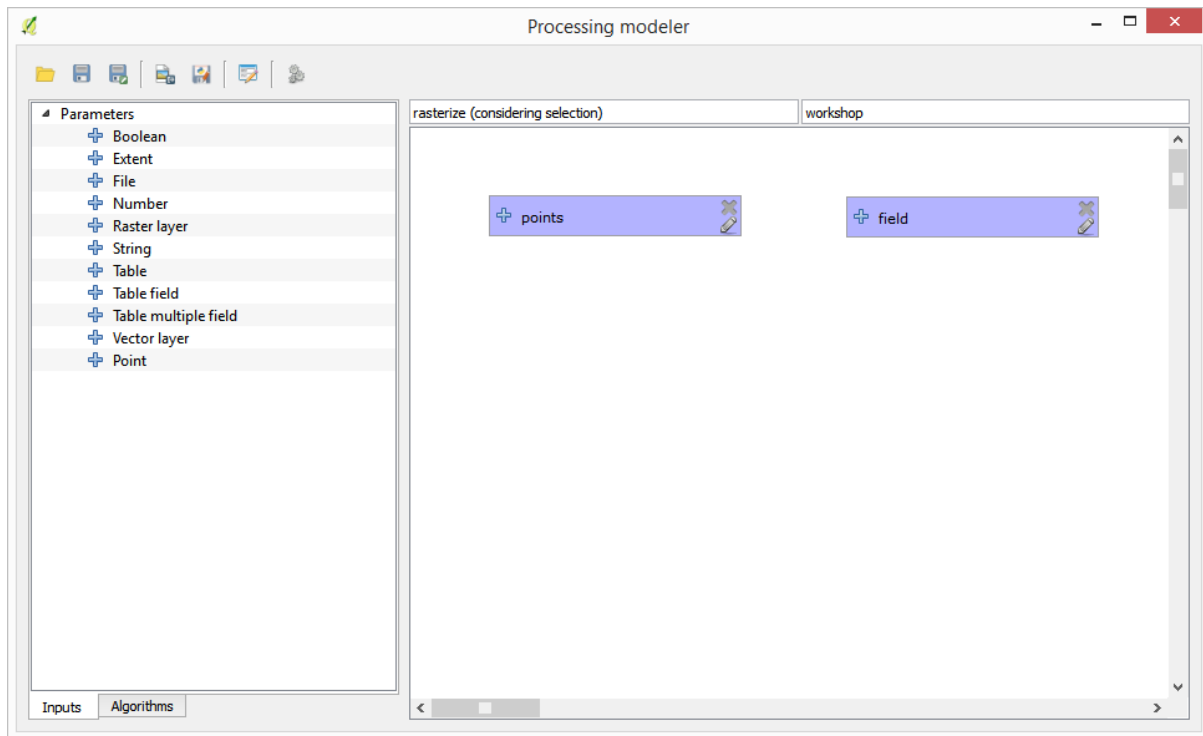 Processing modeler
Parameters
Boolean
Extent
File
Number
Raster layer
String
Table
Table field
Table multiple field
Vector layer
Point
Inputs
Algorithms
rasterize (considering selection)
workshop
points
field